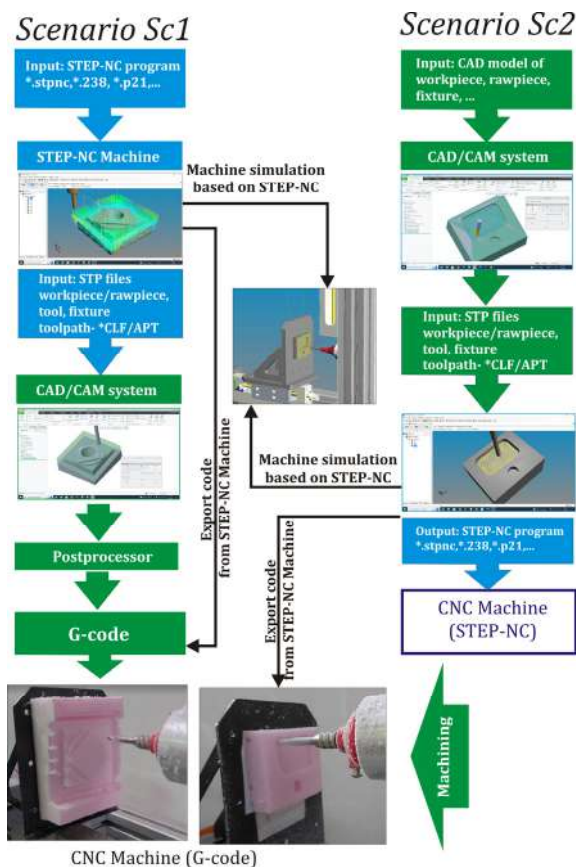 Scenario Sc1
Input: STEP-NC program
*.stpnc,*.238, *.p21,...
STEP-NC Machine
Input: STP files
workpiece/rawpiece,
tool, fixture
toolpath- *CLF/APT
CAD/CAM system
Postprocessor
G-code
Machine simulation
based on STEP-NC
Export code
from STEP-NC Machine
Machine simulation
based on STEP-NC
Export code
from STEP-NC Machine
Scenario Sc2
Input: CAD model of
workpiece, rawpiece,
fixture, ...
CAD/CAM system
Input: STP files
workpiece/rawpiece,
tool, fixture
toolpath- *CLF/APT
Output: STEP-NC program
*.stpnc,*.238,*.p21,...
CNC Machine
(STEP-NC)
Machining
CNC Machine (G-code)